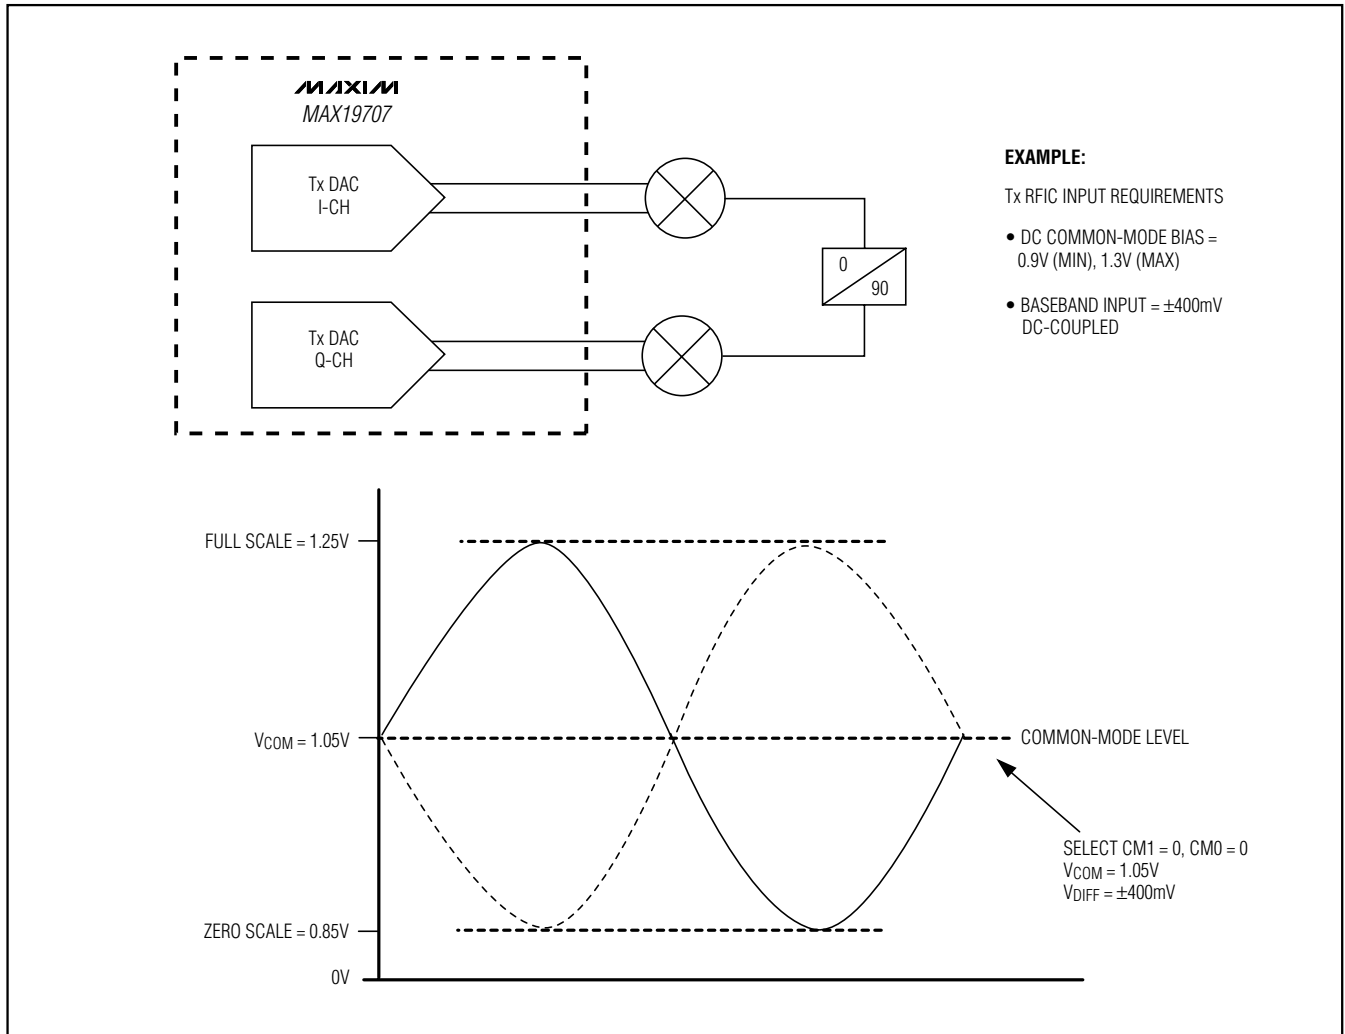 MAXIM
MAX19707
Tx DAC
I-CH
Tx DAC
Q-CH
0
90
EXAMPLE:
Tx RFIC INPUT REQUIREMENTS
• DC COMMON-MODE BIAS =
0.9V (MIN), 1.3V (MAX)
• BASEBAND INPUT = ±400mV
DC-COUPLED
FULL SCALE = 1.25V
VCOM = 1.05V
COMMON-MODE LEVEL
SELECT CM1 = 0, CM0 = 0
VCOM = 1.05V
VDIFF = ±400mV
ZERO SCALE = 0.85V
0V